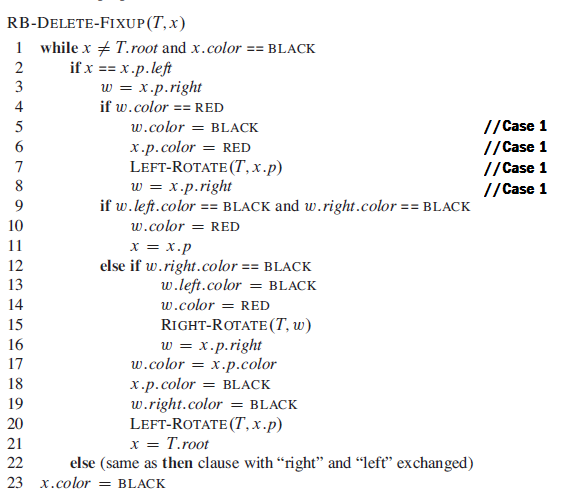 RB-DELETE-FIXUP(T, x)
1 while x ≠ T.root and x.color == BLACK
2 if x == x.p.left
3 w = x.p.right
4 if w.color == RED
5 w.color = BLACK //Case 1
6 x.p.color = RED //Case 1
7 LEFT-ROTATE(T, x.p) //Case 1
8 w = x.p.right //Case 1
9 if w.left.color == BLACK and w.right.color == BLACK
10 w.color = RED
11 x = x.p
12 else if w.right.color == BLACK
13 w.left.color = BLACK
14 w.color = RED
15 RIGHT-ROTATE(T, w)
16 w = x.p.right
17 w.color = x.p.color
18 x.p.color = BLACK
19 w.right.color = BLACK
20 LEFT-ROTATE(T, x.p)
21 x = T.root
22 else (same as then clause with “right” and “left” exchanged)
23 x.color = BLACK